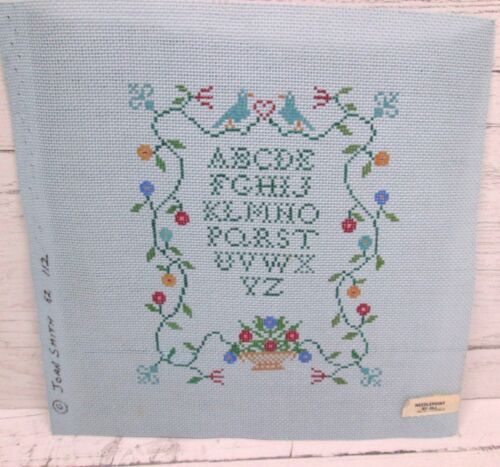 ABCDE
FGHIJ
KLMNO
PQRST
UVWX
YZ
© JOAN SMITH 82 112
NEEDLEPOINT